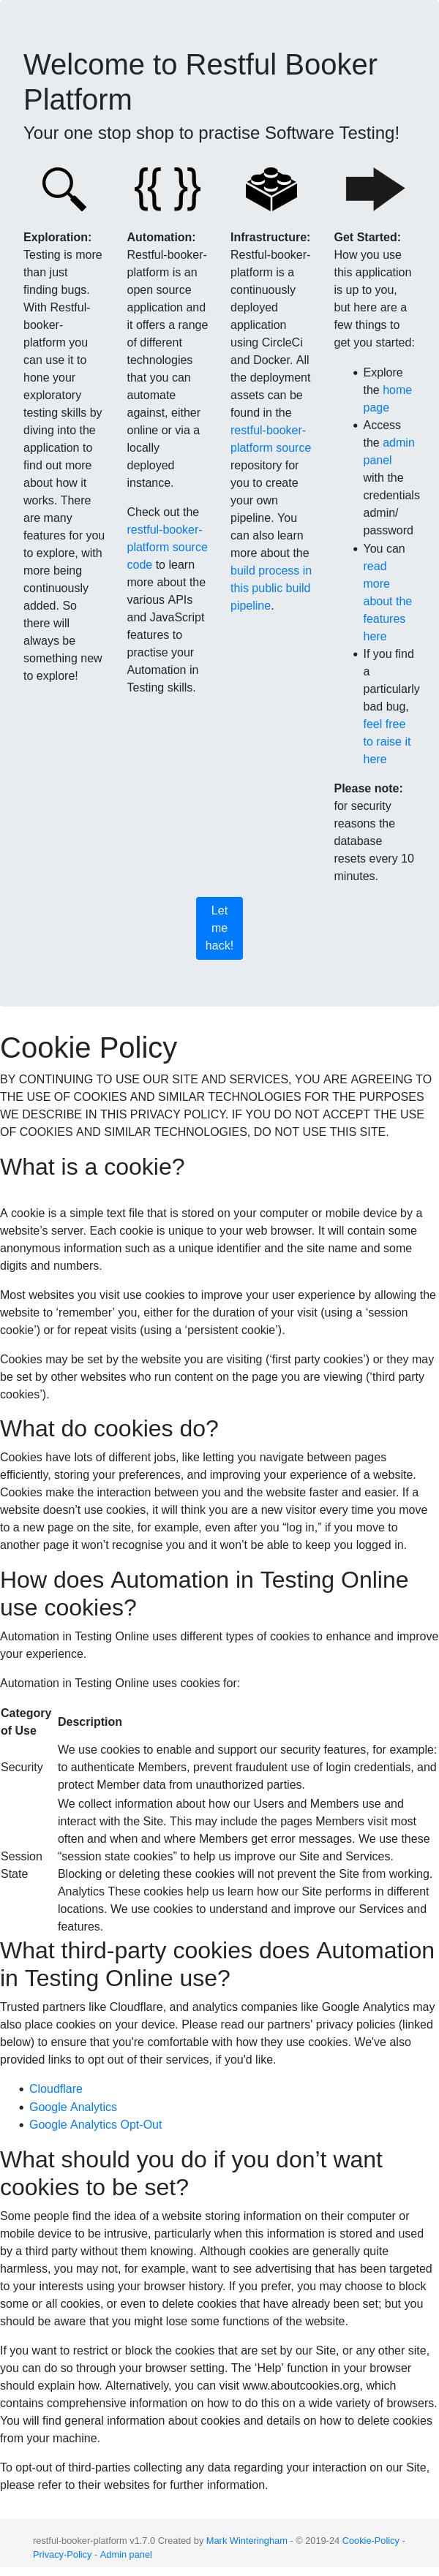 Welcome to Restful Booker
Platform
Your one stop shop to practise Software Testing!
Exploration:
Testing is more
than just
finding bugs.
With Restful-
booker-
platform you
can use it to
hone your
exploratory
testing skills by
diving into the
application to
find out more
about how it
works. There
are many
features for you
to explore, with
more being
continuously
added. So
there will
always be
something new
to explore!
Automation:
Restful-booker-
platform is an
open source
application and
it offers a range
of different
technologies
that you can
automate
against, either
online or via a
locally
deployed
instance.
Check out the
restful-booker-
platform source
code to learn
more about the
various APIs
and JavaScript
features to
practise your
Automation in
Testing skills.
Infrastructure:
Restful-booker-
platform is a
continuously
deployed
application
using CircleCi
and Docker. All
the deployment
assets can be
found in the
restful-booker-
platform source
repository for
you to create
your own
pipeline. You
can also learn
more about the
build process in
this public build
pipeline.
Get Started:
How you use
this application
is up to you,
but here are a
few things to
get you started:
• Explore
the home
page
• Access
the admin
panel
with the
credentials
admin/
password
• You can
read
more
about the
features
here
• If you find
a
particularly
bad bug,
feel free
to raise it
here
Please note:
for security
reasons the
database
resets every 10
minutes.
Let
me
hack!
Cookie Policy
BY CONTINUING TO USE OUR SITE AND SERVICES, YOU ARE AGREEING TO
THE USE OF COOKIES AND SIMILAR TECHNOLOGIES FOR THE PURPOSES
WE DESCRIBE IN THIS PRIVACY POLICY. IF YOU DO NOT ACCEPT THE USE
OF COOKIES AND SIMILAR TECHNOLOGIES, DO NOT USE THIS SITE.
What is a cookie?
A cookie is a simple text file that is stored on your computer or mobile device by a
website's server. Each cookie is unique to your web browser. It will contain some
anonymous information such as a unique identifier and the site name and some
digits and numbers.
Most websites you visit use cookies to improve your user experience by allowing the
website to ‘remember’ you, either for the duration of your visit (using a ‘session
cookie’) or for repeat visits (using a ‘persistent cookie’).
Cookies may be set by the website you are visiting (‘first party cookies’) or they may
be set by other websites who run content on the page you are viewing (‘third party
cookies’).
What do cookies do?
Cookies have lots of different jobs, like letting you navigate between pages
efficiently, storing your preferences, and improving your experience of a website.
Cookies make the interaction between you and the website faster and easier. If a
website doesn’t use cookies, it will think you are a new visitor every time you move
to a new page on the site, for example, even after you “log in,” if you move to
another page it won’t recognise you and it won’t be able to keep you logged in.
How does Automation in Testing Online
use cookies?
Automation in Testing Online uses different types of cookies to enhance and improve
your experience.
Automation in Testing Online uses cookies for:
Category
of Use
Description
Security
We use cookies to enable and support our security features, for example:
to authenticate Members, prevent fraudulent use of login credentials, and
protect Member data from unauthorized parties.
Session
State
We collect information about how our Users and Members use and
interact with the Site. This may include the pages Members visit most
often and when and where Members get error messages. We use these
“session state cookies” to help us improve our Site and Services.
Blocking or deleting these cookies will not prevent the Site from working.
Analytics These cookies help us learn how our Site performs in different
locations. We use cookies to understand and improve our Services and
features.
What third-party cookies does Automation
in Testing Online use?
Trusted partners like Cloudflare, and analytics companies like Google Analytics may
also place cookies on your device. Please read our partners' privacy policies (linked
below) to ensure that you're comfortable with how they use cookies. We've also
provided links to opt out of their services, if you'd like.
• Cloudflare
• Google Analytics
• Google Analytics Opt-Out
What should you do if you don’t want
cookies to be set?
Some people find the idea of a website storing information on their computer or
mobile device to be intrusive, particularly when this information is stored and used
by a third party without them knowing. Although cookies are generally quite
harmless, you may not, for example, want to see advertising that has been targeted
to your interests using your browser history. If you prefer, you may choose to block
some or all cookies, or even to delete cookies that have already been set; but you
should be aware that you might lose some functions of the website.
If you want to restrict or block the cookies that are set by our Site, or any other site,
you can do so through your browser setting. The ‘Help’ function in your browser
should explain how. Alternatively, you can visit www.aboutcookies.org, which
contains comprehensive information on how to do this on a wide variety of browsers.
You will find general information about cookies and details on how to delete cookies
from your machine.
To opt-out of third-parties collecting any data regarding your interaction on our Site,
please refer to their websites for further information.
restful-booker-platform v1.7.0 Created by Mark Winteringham - © 2019-24 Cookie-Policy -
Privacy-Policy - Admin panel